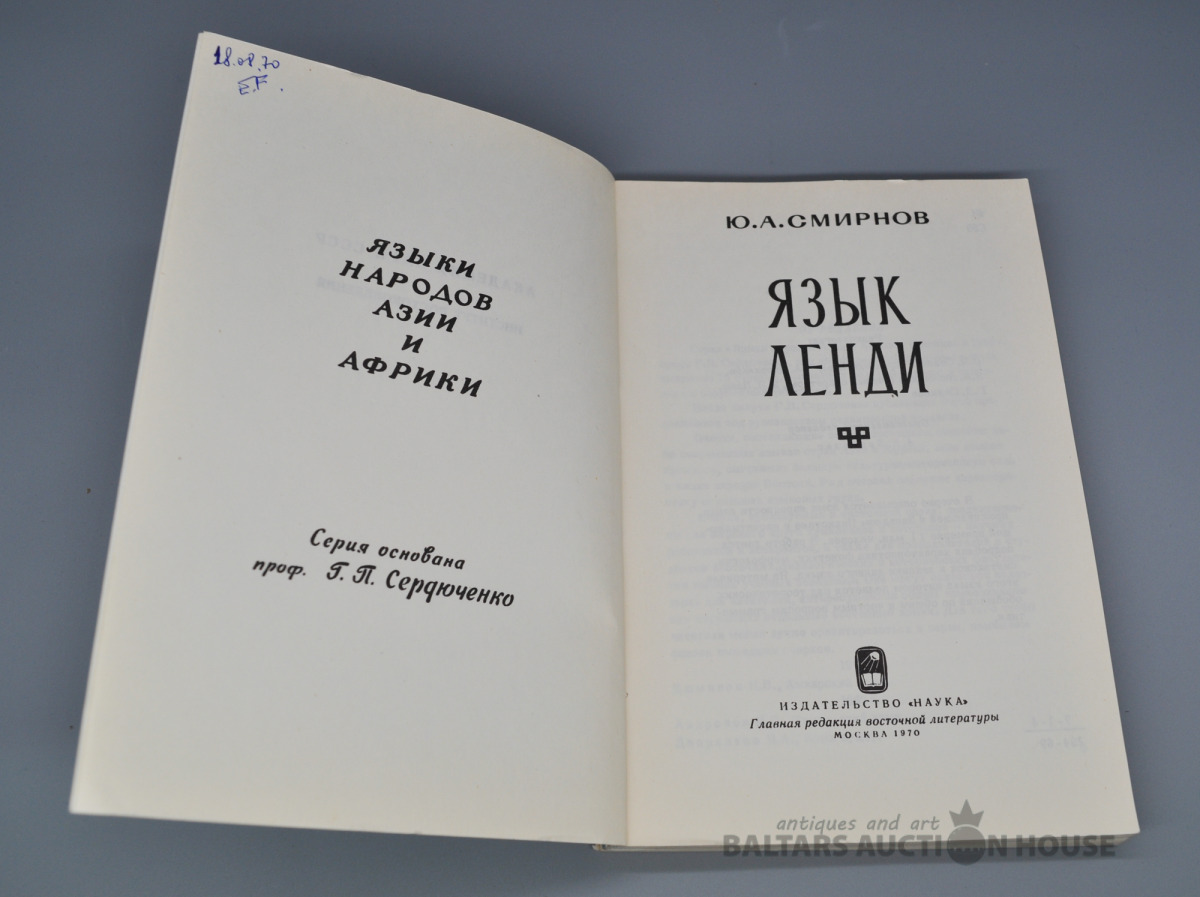 18.08.70
E.F.
ЯЗЫКИ
НАРОДОВ
АЗИИ
И
АФРИКИ
Серия основана
проф. Г. П. Сердюченко
Ю.А.СМИРНОВ
ЯЗЫК
ЛЕНДИ
ИЗДАТЕЛЬСТВО «НАУКА»
Главная редакция восточной литературы
МОСКВА 1970
antiques and art
BALTARS AUCTION HOUSE